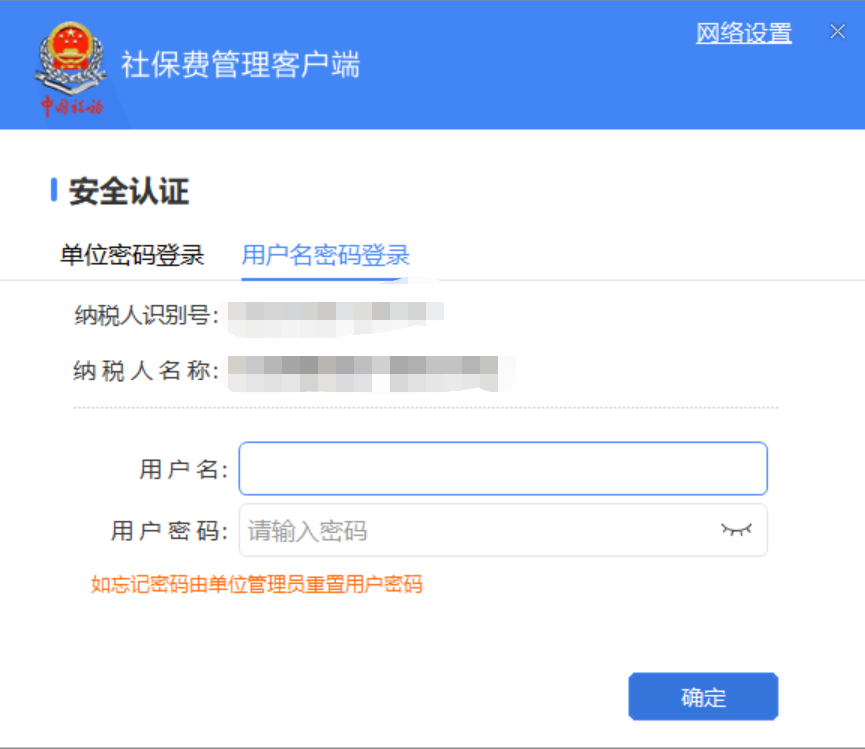 网络设置
社保费管理客户端
中国税务
安全认证
单位密码登录 用户名密码登录
纳税人识别号:
纳税人名称:
用户名:
用户密码: 请输入密码
如忘记密码由单位管理员重置用户密码
确定